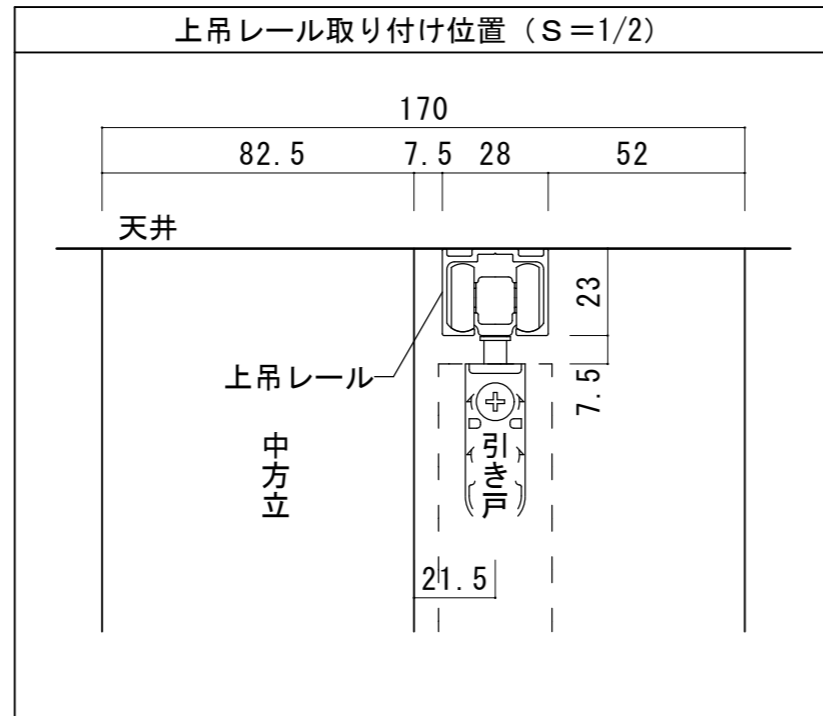 上吊レール取り付け位置（Ｓ＝1/2）
170
82.5 7.5 28 52
天井
23
7.5
上吊レール
中方立
引き戸
21.5